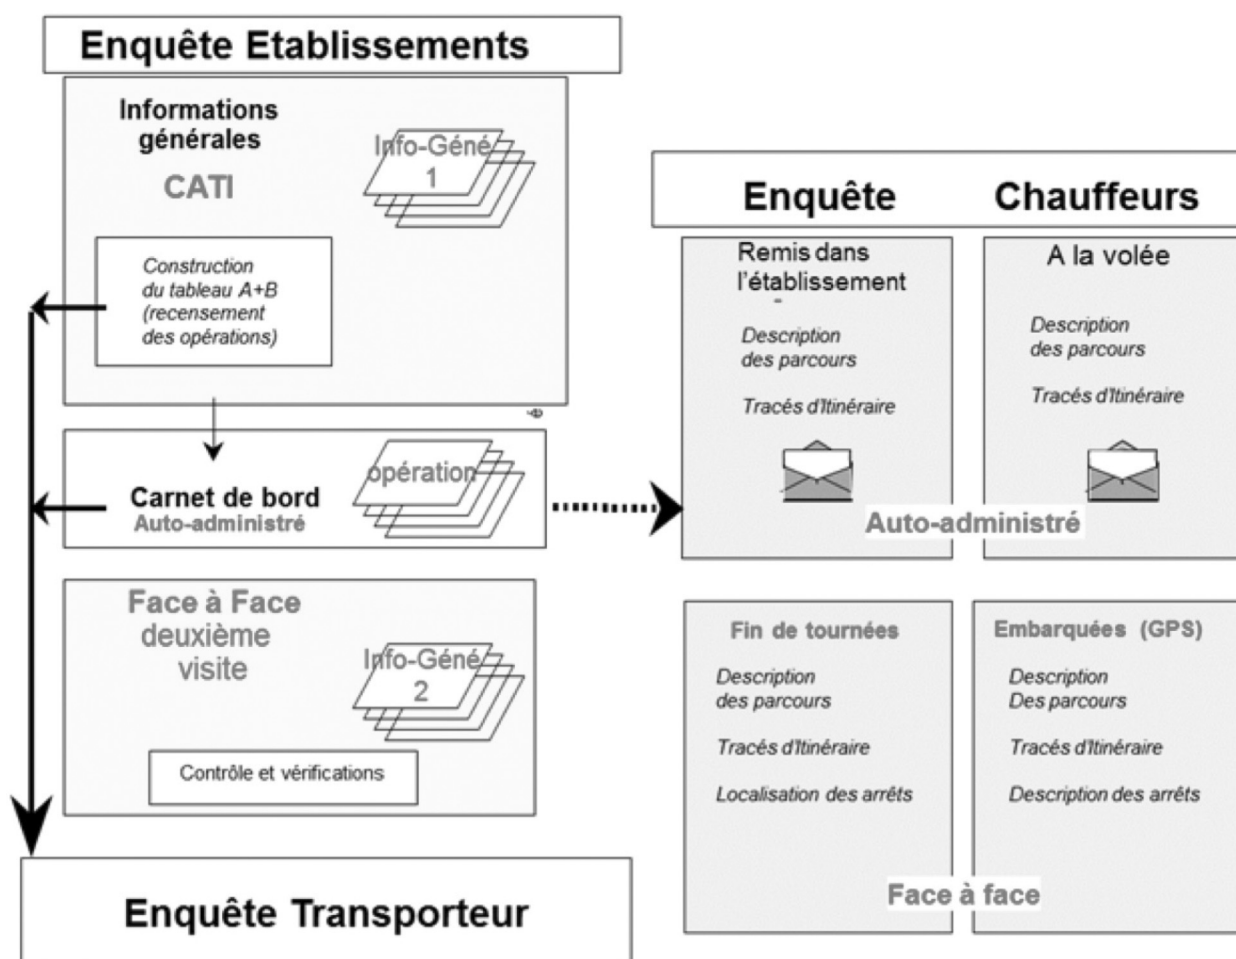 Enquête Etablissements
Informations
générales
CATI
Info-Géné
1
Construction
du tableau A+B
(recensement
des opérations)
é
Carnet de bord
Auto-administré
opération
Face à Face
deuxième
visite
Info-Géné
2
Contrôle et vérifications
Enquête Transporteur
Enquête Chauffeurs
Remis dans
l'établissement
-
Description
des parcours
Tracés d'Itinéraire
A la volée
Description
des parcours
Tracés d'Itinéraire
Auto-administré
Fin de tournées
Description
des parcours
Tracés d'Itinéraire
Localisation des arrêts
Embarquées (GPS)
Description
Des parcours
Tracés d'Itinéraire
Description des arrêts
Face à face